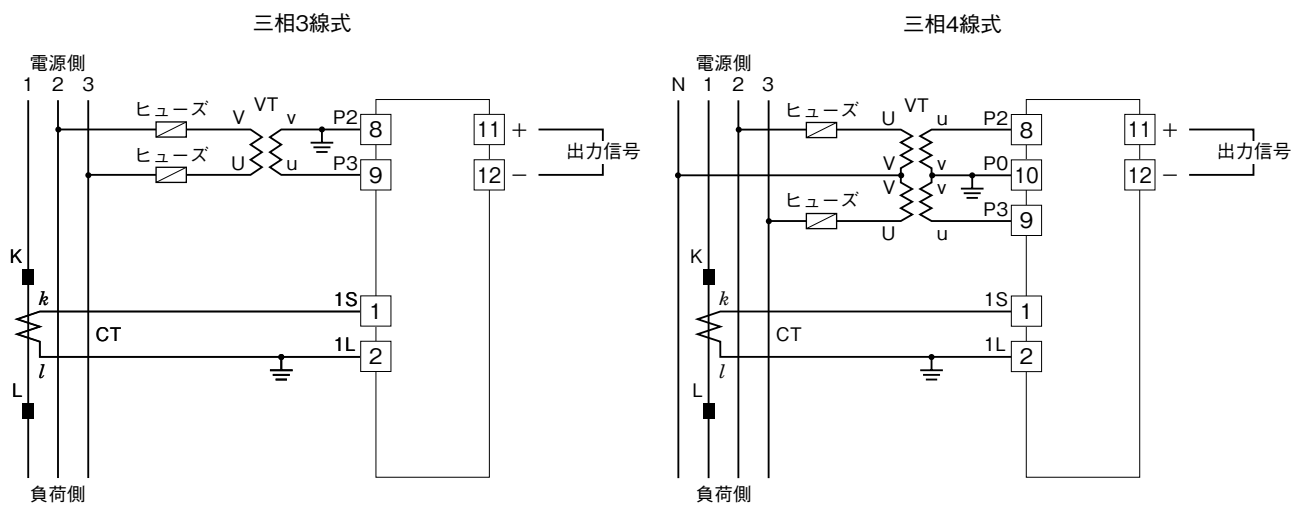 三相3線式
電源側
1 2 3
ヒューズ
V VT v P2 8
ヒューズ
U u P3 9
11 +
出力信号
12 −
K
k 1S 1
CT
l 1L 2
L
負荷側
三相4線式
電源側
N 1 2 3
ヒューズ
U VT u P2 8
V v P0 10
V v
ヒューズ
P3 9
U u
11 +
出力信号
12 −
K
k 1S 1
CT
l 1L 2
L
負荷側